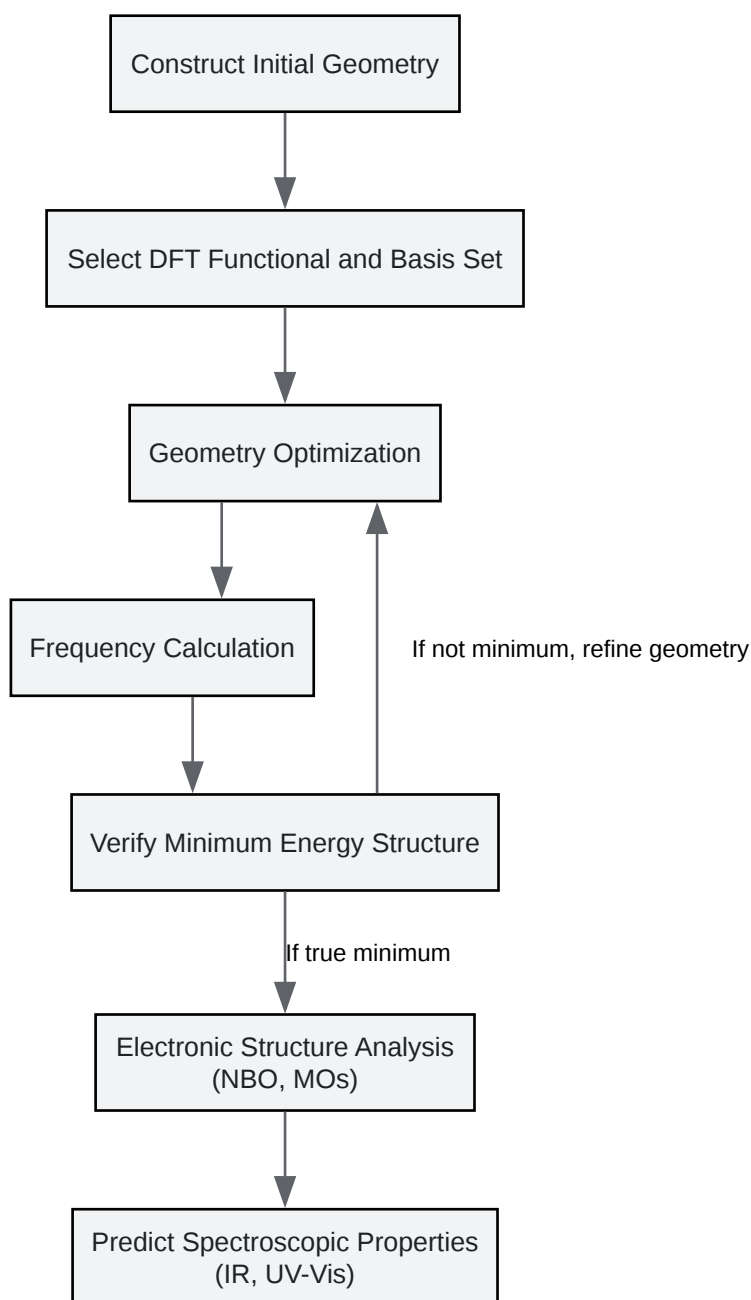 Construct Initial Geometry
Select DFT Functional and Basis Set
Geometry Optimization
Frequency Calculation
If not minimum, refine geometry
Verify Minimum Energy Structure
If true minimum
Electronic Structure Analysis
(NBO, MOs)
Predict Spectroscopic Properties
(IR, UV-Vis)